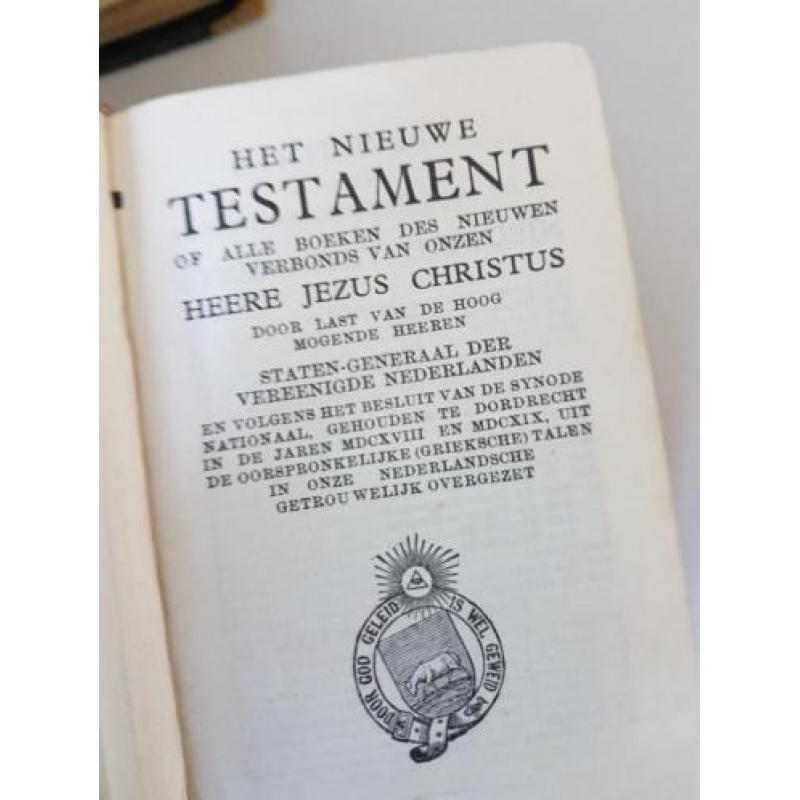 HET NIEUWE
TESTAMENT
OF ALLE BOEKEN DES NIEUWEN
VERBONDS VAN ONZEN
HEERE JEZUS CHRISTUS
DOOR LAST VAN DE HOOG
MOGENDE HEEREN
STATEN-GENERAAL DER
VEREENIGDE NEDERLANDEN
EN VOLGENS HET BESLUIT VAN DE SYNODE
NATIONAAL, GEHOUDEN TE DORDRECHT
IN DE JAREN MDCXVIII EN MDCXIX, UIT
DE OORSPRONKELIJKE (GRIEKSCHE) TALEN
IN ONZE NEDERLANDSCHE
GETROUWELIJK OVERGEZET
DOOR GOD GELEID IS WEL GEWEID